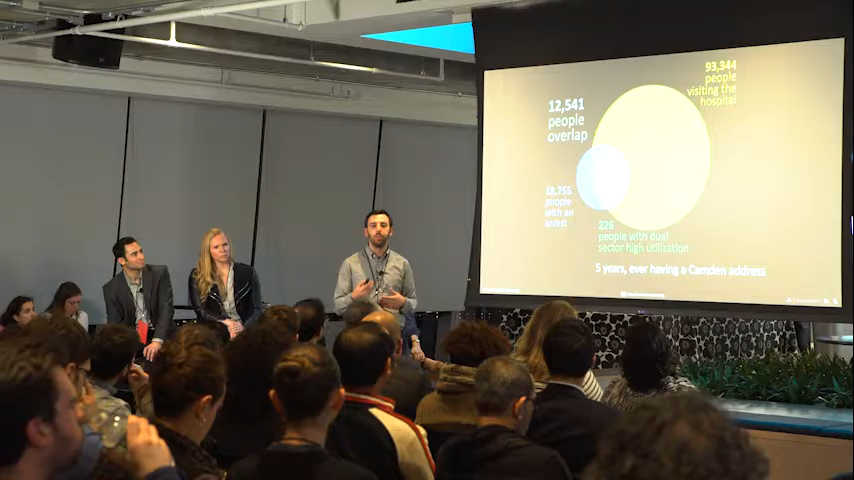 93,344
people
visiting the
hospital
12,541
people
overlap
18,755
people
with an
arrest
226
people with dual
sector high utilization
5 years, ever having a Camden address